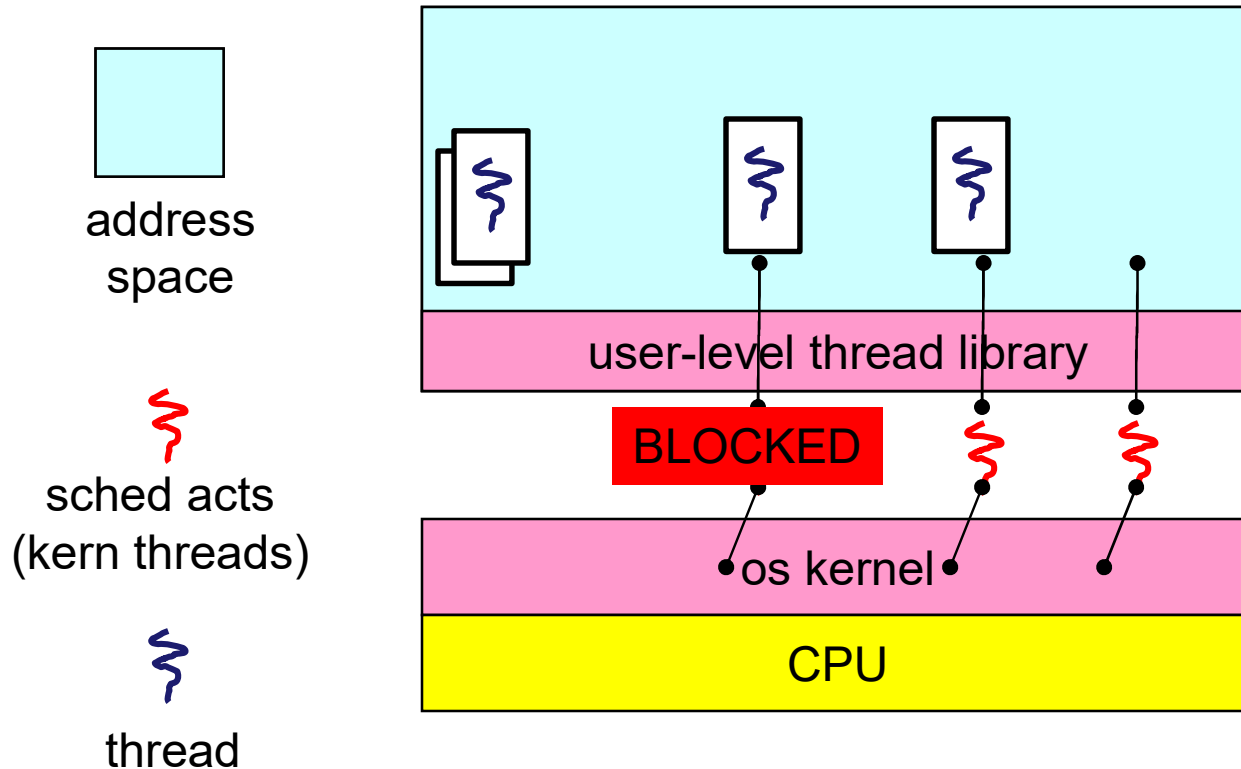 address
space
sched acts
(kern threads)
thread
user-level thread library
BLOCKED
os kernel
CPU